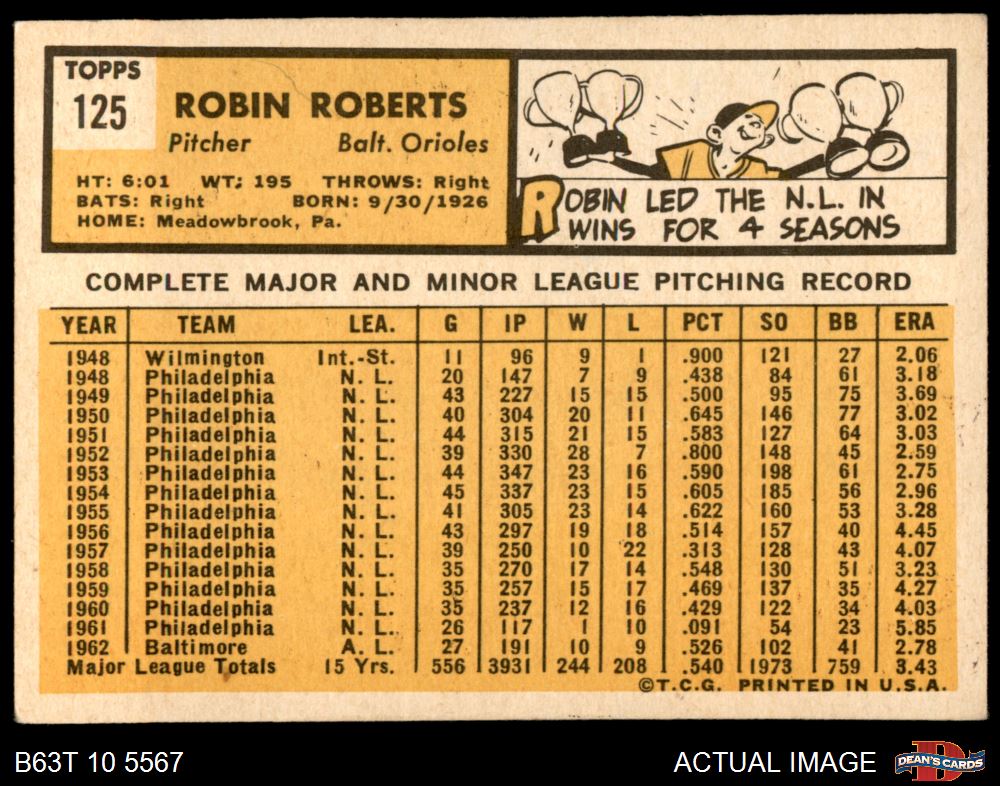 TOPPS
125
ROBIN ROBERTS
Pitcher Balt. Orioles
HT: 6:01 WT: 195 THROWS: Right
BATS: Right BORN: 9/30/1926
HOME: Meadowbrook, Pa.
ROBIN LED THE N.L. IN
WINS FOR 4 SEASONS
COMPLETE MAJOR AND MINOR LEAGUE PITCHING RECORD
YEAR TEAM LEA. G IP W L PCT SO BB ERA
1948 Wilmington Int.-St. 11 96 9 1 .900 121 27 2.06
1948 Philadelphia N. L. 20 147 7 9 .438 84 61 3.18
1949 Philadelphia N. L. 43 227 15 15 .500 95 75 3.69
1950 Philadelphia N. L. 40 304 20 11 .645 146 77 3.02
1951 Philadelphia N. L. 44 315 21 15 .583 127 64 3.03
1952 Philadelphia N. L. 39 330 28 7 .800 148 45 2.59
1953 Philadelphia N. L. 44 347 23 16 .590 198 61 2.75
1954 Philadelphia N. L. 45 337 23 15 .605 185 56 2.96
1955 Philadelphia N. L. 41 305 23 14 .622 160 53 3.28
1956 Philadelphia N. L. 43 297 19 18 .514 157 40 4.45
1957 Philadelphia N. L. 39 250 10 22 .313 128 43 4.07
1958 Philadelphia N. L. 35 270 17 14 .548 130 51 3.23
1959 Philadelphia N. L. 35 257 15 17 .469 137 35 4.27
1960 Philadelphia N. L. 35 237 12 16 .429 122 34 4.03
1961 Philadelphia N. L. 26 117 1 10 .091 54 23 5.85
1962 Baltimore A. L. 27 191 10 9 .526 102 41 2.78
Major League Totals 15 Yrs. 556 3931 244 208 .540 1973 759 3.43
©T.C.G. PRINTED IN U.S.A.
B63T 10 5567 ACTUAL IMAGE DEAN'S CARDS